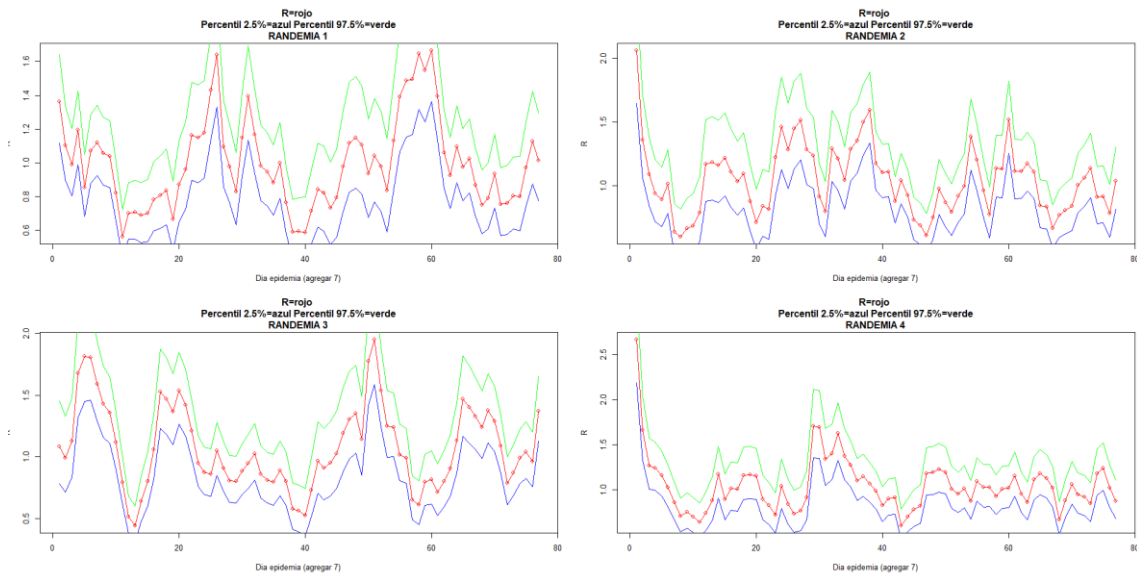 R=rojo
Percentil 2.5%=azul Percentil 97.5%=verde
RANDEMIA 1
0.6 0.8 1.0 1.2 1.4 1.6
0 20 40 60 80
Dia epidemia (agregar 7)
R=rojo
Percentil 2.5%=azul Percentil 97.5%=verde
RANDEMIA 2
R
1.0 1.5 2.0
0 20 40 60 80
Dia epidemia (agregar 7)
R=rojo
Percentil 2.5%=azul Percentil 97.5%=verde
RANDEMIA 3
0.5 1.0 1.5 2.0
0 20 40 60 80
Dia epidemia (agregar 7)
R=rojo
Percentil 2.5%=azul Percentil 97.5%=verde
RANDEMIA 4
R
1.0 1.5 2.0 2.5
0 20 40 60 80
Dia epidemia (agregar 7)